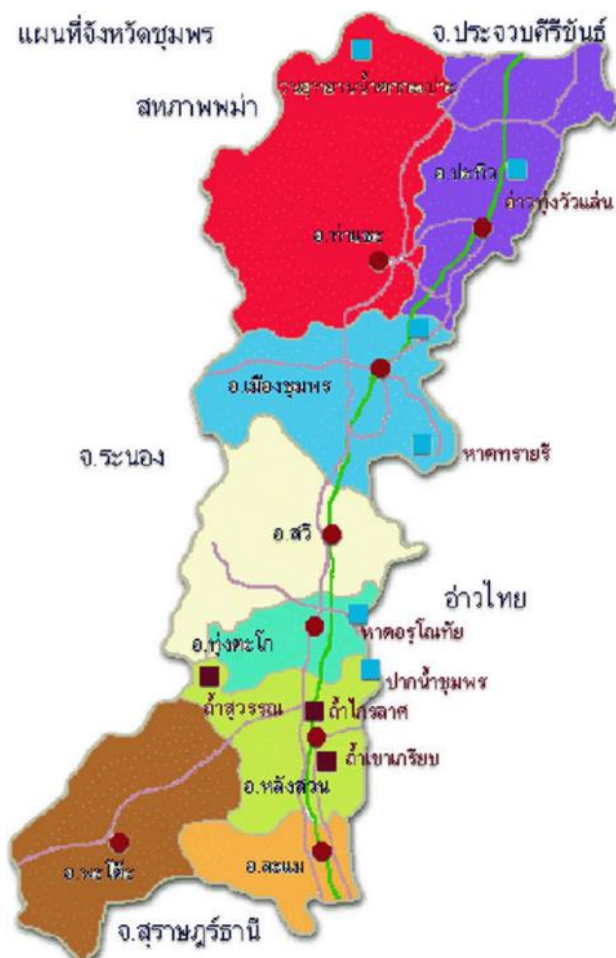 แผนที่จังหวัดชุมพร
จ.ประจวบคีรีขันธ์
สหภาพพม่า
อ.ปะทิว
อ่าวทุ่งวัวแล่น
อ.ท่าแซะ
อ.เมืองชุมพร
จ.ระนอง
หาดทรายรี
อ.สวี
อ่าวไทย
หาดอรุโณทัย
อ.ทุ่งตะโก
ปากน้ำชุมพร
ถ้ำสุวรรณ
ถ้ำไกรลาศ
ถ้ำเขาเกรียบ
อ.หลังสวน
อ.พะโต๊ะ
อ.ละแม
จ.สุราษฎร์ธานี